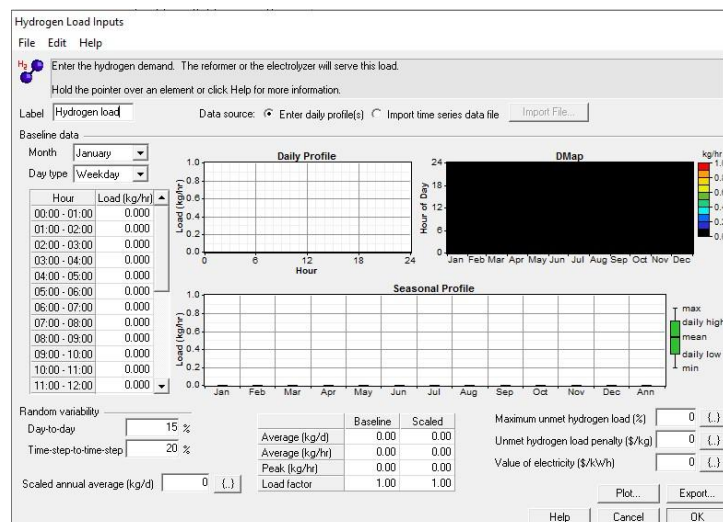 Hydrogen Load Inputs
File Edit Help
H2
Enter the hydrogen demand. The reformer or the electrolyzer will serve this load.
Hold the pointer over an element or click Help for more information.
Label Hydrogen load Data source: Enter daily profile(s) Import time series data file Import File...
Baseline data
Month January
Day type Weekday
Hour Load (kg/hr)
00:00 - 01:00 0.000
01:00 - 02:00 0.000
02:00 - 03:00 0.000
03:00 - 04:00 0.000
04:00 - 05:00 0.000
05:00 - 06:00 0.000
06:00 - 07:00 0.000
07:00 - 08:00 0.000
08:00 - 09:00 0.000
09:00 - 10:00 0.000
10:00 - 11:00 0.000
11:00 - 12:00 0.000
Daily Profile
Load (kg/hr)
1.0
0.8
0.6
0.4
0.2
0.0
0 6 12 18 24
Hour
DMap
Hour of Day
24
18
12
6
0
Jan Feb Mar Apr May Jun Jul Aug Sep Oct Nov Dec
kg/hr
Seasonal Profile
Load (kg/hr)
1.0
0.8
0.6
0.4
0.2
0.0
Jan Feb Mar Apr May Jun Jul Aug Sep Oct Nov Dec Ann
max
daily high
mean
daily low
min
Random variability
Day-to-day 15 %
Time-step-to-time-step 20 %
Scaled annual average (kg/d) 0 {..}
Baseline Scaled
Average (kg/d) 0.00 0.00
Average (kg/hr) 0.00 0.00
Peak (kg/hr) 0.00 0.00
Load factor 1.00 1.00
Maximum unmet hydrogen load (%) 0 {..}
Unmet hydrogen load penalty ($/kg) 0 {..}
Value of electricity ($/kWh) 0 {..}
Plot... Export...
Help Cancel OK